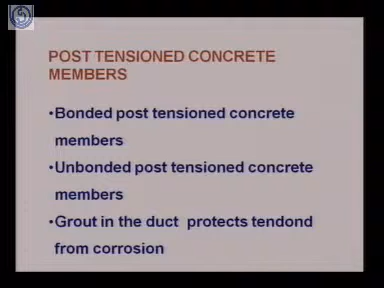 POST TENSIONED CONCRETE
MEMBERS
•Bonded post tensioned concrete
members
•Unbonded post tensioned concrete
members
•Grout in the duct protects tendond
from corrosion